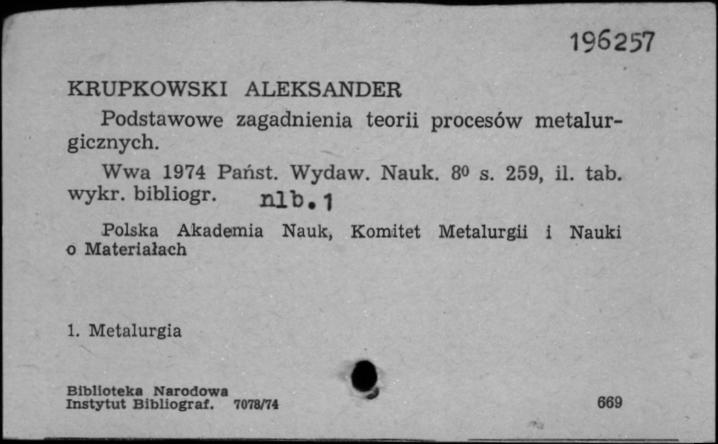 196257
KRUPKOWSKI ALEKSANDER
Podstawowe zagadnienia teorii procesów metalur-
gicznych.
Wwa 1974 Państ. Wydaw. Nauk. 8⁰ s. 259, il. tab.
wykr. bibliogr. nlb. 1
Polska Akademia Nauk, Komitet Metalurgii i Nauki
o Materiałach
1. Metalurgia
Biblioteka Narodowa
Instytut Bibliograf. 7078/74 669